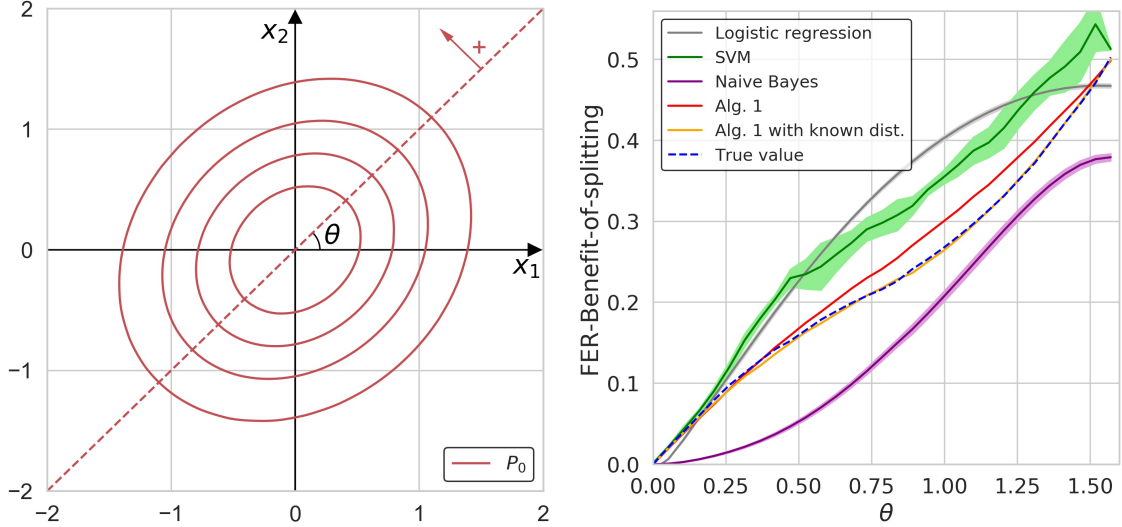 2
1
0
−1
−2
−2
−1
0
1
2
x₂
x₁
θ
+
P₀
FER-Benefit-of-splitting
0.5
0.4
0.3
0.2
0.1
0.0
Logistic regression
SVM
Naive Bayes
Alg. 1
Alg. 1 with known dist.
True value
0.00 0.25 0.50 0.75 1.00 1.25 1.50
θ